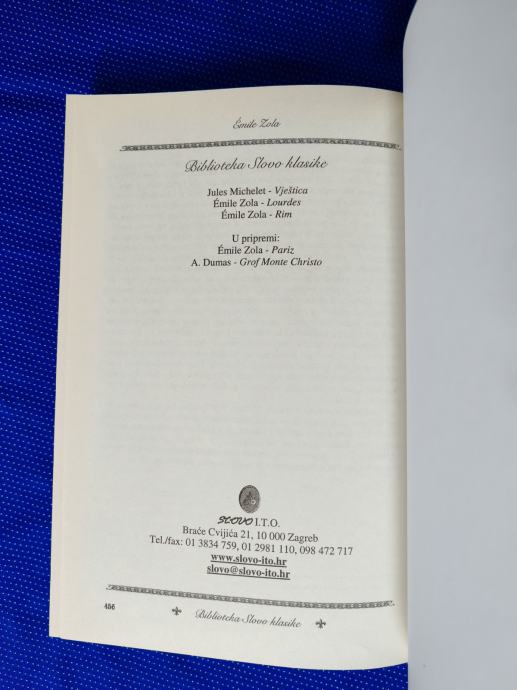 Émile Zola
Biblioteka Slovo klasike
Jules Michelet - Vještica
Émile Zola - Lourdes
Émile Zola - Rim
U pripremi:
Émile Zola - Pariz
A. Dumas - Grof Monte Christo
SLOVO I.T.O.
Braće Cvijića 21, 10 000 Zagreb
Tel./fax: 01 3834 759, 01 2981 110, 098 472 717
www.slovo-ito.hr
slovo@slovo-ito.hr
456
Biblioteka Slovo klasike